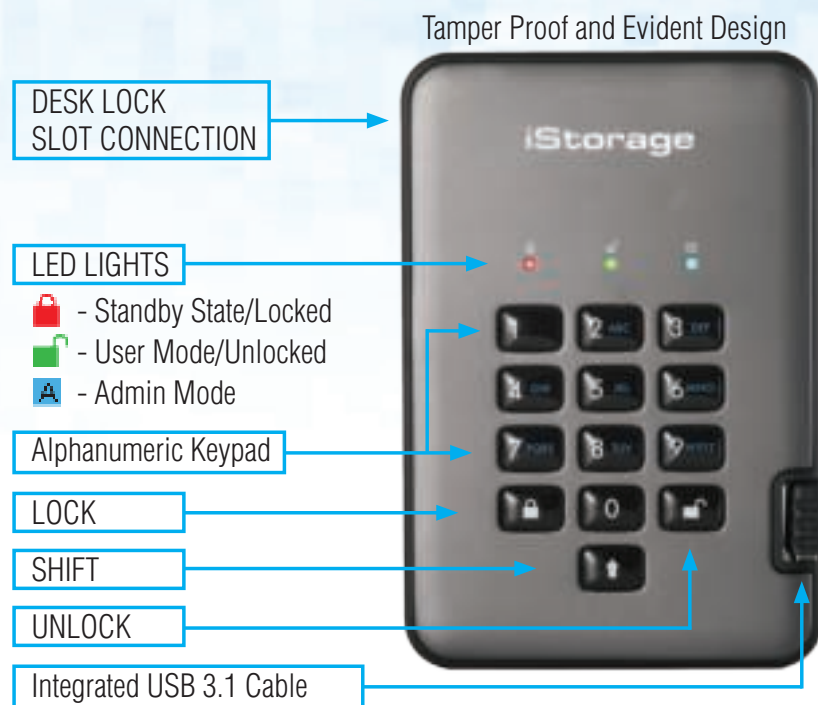 Tamper Proof and Evident Design
DESK LOCK
SLOT CONNECTION
iStorage
LED LIGHTS
- Standby State/Locked
- User Mode/Unlocked
A - Admin Mode
1 2 ABC 3 DEF
4 GHI 5 JKL 6 MNO
Alphanumeric Keypad
7 PQRS 8 TUV 9 WXYZ
LOCK
0
SHIFT
UNLOCK
Integrated USB 3.1 Cable